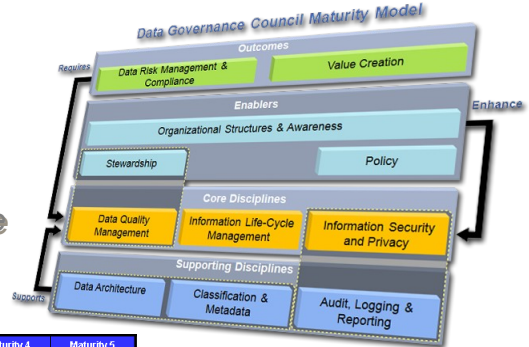 Data Governance Council Maturity Model
Outcomes
Requires
Data Risk Management &
Compliance
Value Creation
Enablers
Enhance
Organizational Structures & Awareness
Stewardship
Policy
Core Disciplines
Data Quality
Management
Information Life-Cycle
Management
Information Security
and Privacy
Supporting Disciplines
Data Architecture
Classification &
Metadata
Audit, Logging &
Reporting
Supports
Maturity 5